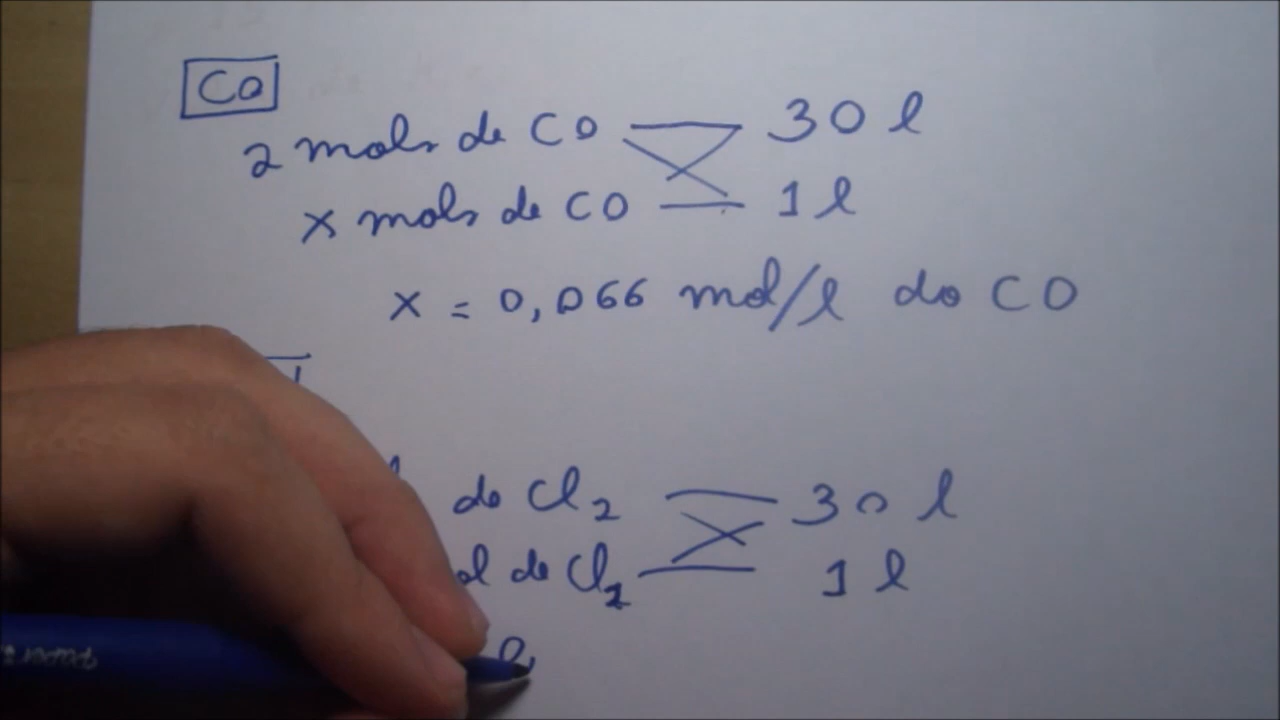 CO
2 mols de CO 30 l
x mols de CO 1 l
x = 0,066 mol/l do CO
do Cl2 30 l
de Cl2 1 l